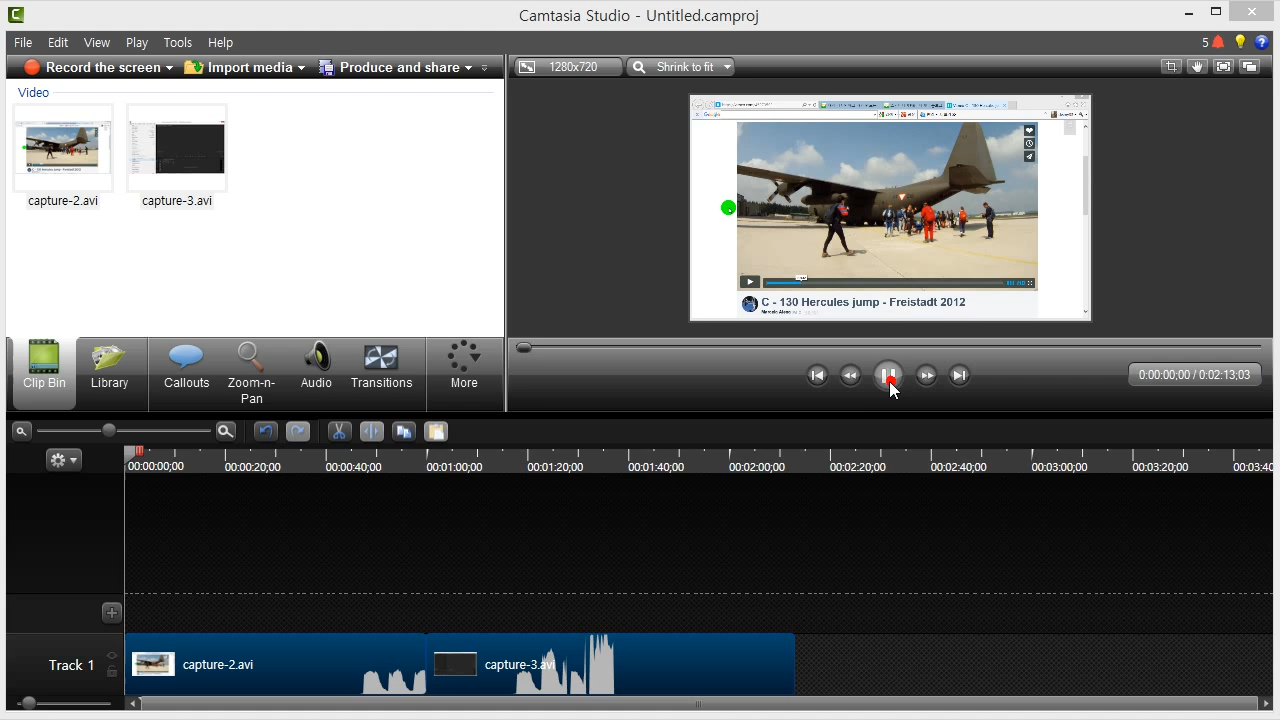 Camtasia Studio - Untitled.camproj
File Edit View Play Tools Help
5
Record the screen Import media Produce and share
1280x720 Shrink to fit
Video
capture-2.avi capture-3.avi
Google
C - 130 Hercules jump - Freistadt 2012
Clip Bin Library Callouts Zoom-n-Pan Audio Transitions More
0:00:00;00 / 0:02:13;03
00:00:00;00 00:00:20;00 00:00:40;00 00:01:00;00 00:01:20;00 00:01:40;00 00:02:00;00 00:02:20;00 00:02:40;00 00:03:00;00 00:03:20;00 00:03:40
Track 1 capture-2.avi capture-3.avi